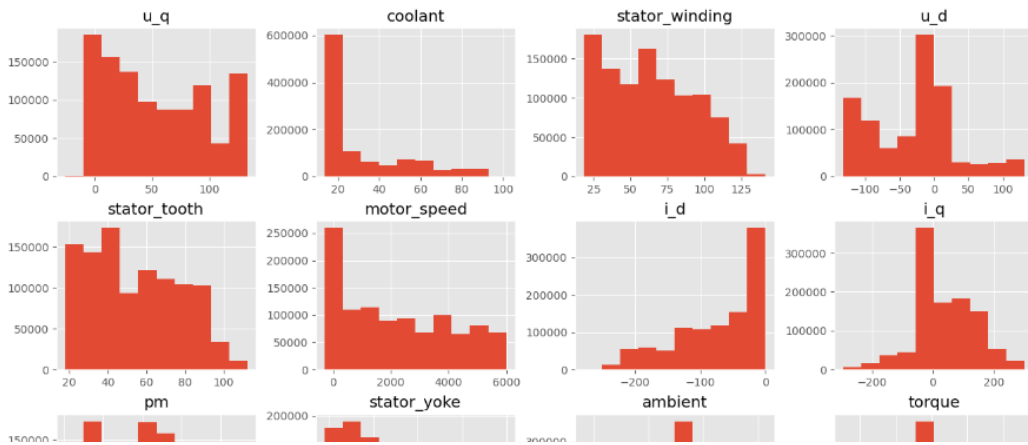 u_q coolant stator_winding u_d
150000 600000 150000 300000
100000 400000 100000 200000
50000 200000 50000 100000
0 0 0 0
0 50 100 20 40 60 80 100 25 50 75 100 125 −100 −50 0 50 100
stator_tooth motor_speed i_d i_q
150000 250000 300000 300000
200000
100000 150000 200000 200000
50000 100000 100000 100000
50000
0 0 0 0
20 40 60 80 100 0 2000 4000 6000 −200 −100 0 −200 0 200
pm stator_yoke ambient torque
150000 200000